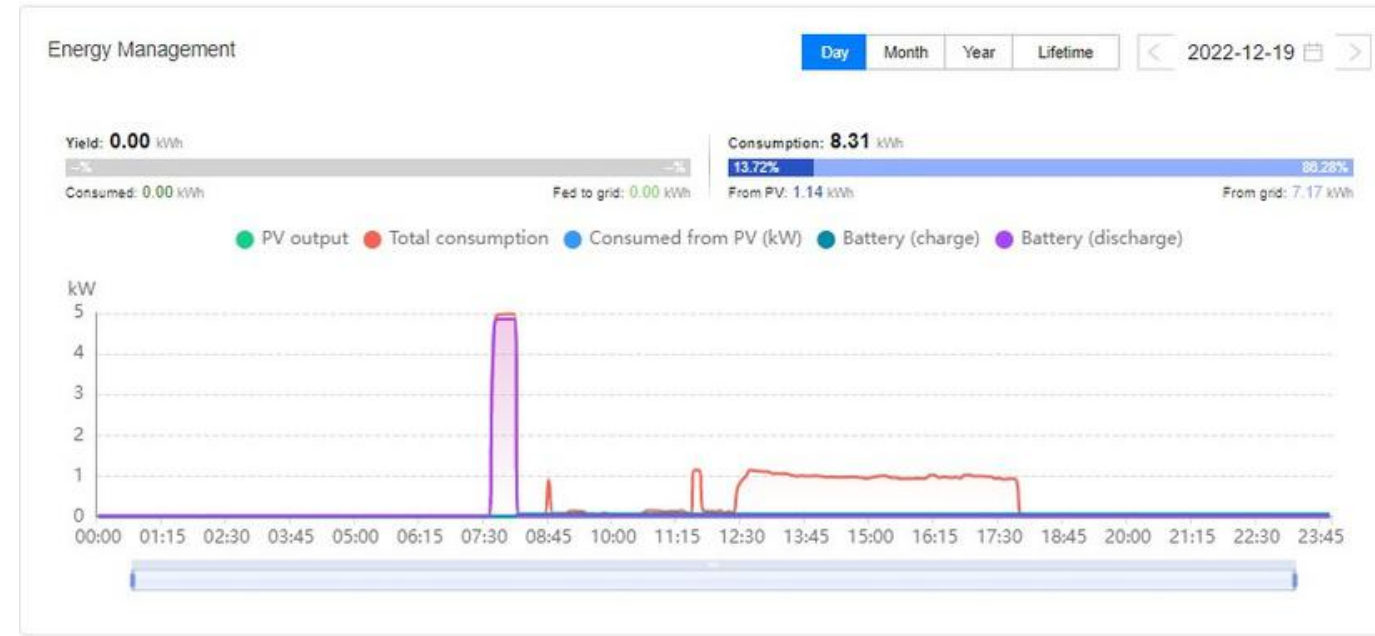 Energy Management
Day Month Year Lifetime < 2022-12-19 >
Yield: 0.00 kWh
--% --%
Consumed: 0.00 kWh Fed to grid: 0.00 kWh
Consumption: 8.31 kWh
13.72% 86.28%
From PV: 1.14 kWh From grid: 7.17 kWh
PV output Total consumption Consumed from PV (kW) Battery (charge) Battery (discharge)
kW
5
4
3
2
1
0
00:00 01:15 02:30 03:45 05:00 06:15 07:30 08:45 10:00 11:15 12:30 13:45 15:00 16:15 17:30 18:45 20:00 21:15 22:30 23:45